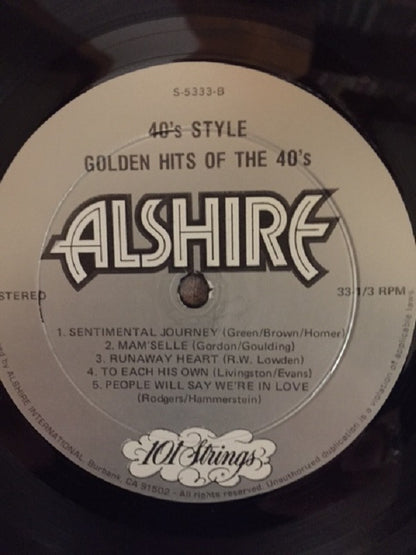 S-5333-B
40's STYLE
GOLDEN HITS OF THE 40's
ALSHIRE
STEREO
33-1/3 RPM
1. SENTIMENTAL JOURNEY (Green/Brown/Homer)
2. MAM'SELLE (Gordon/Goulding)
3. RUNAWAY HEART (R.W. Lowden)
4. TO EACH HIS OWN (Livingston/Evans)
5. PEOPLE WILL SAY WE'RE IN LOVE
(Rodgers/Hammerstein)
101 Strings
by ALSHIRE INTERNATIONAL, Burbank, CA 91502 - All rights reserved. Unauthorized duplication is a violation of applicable laws